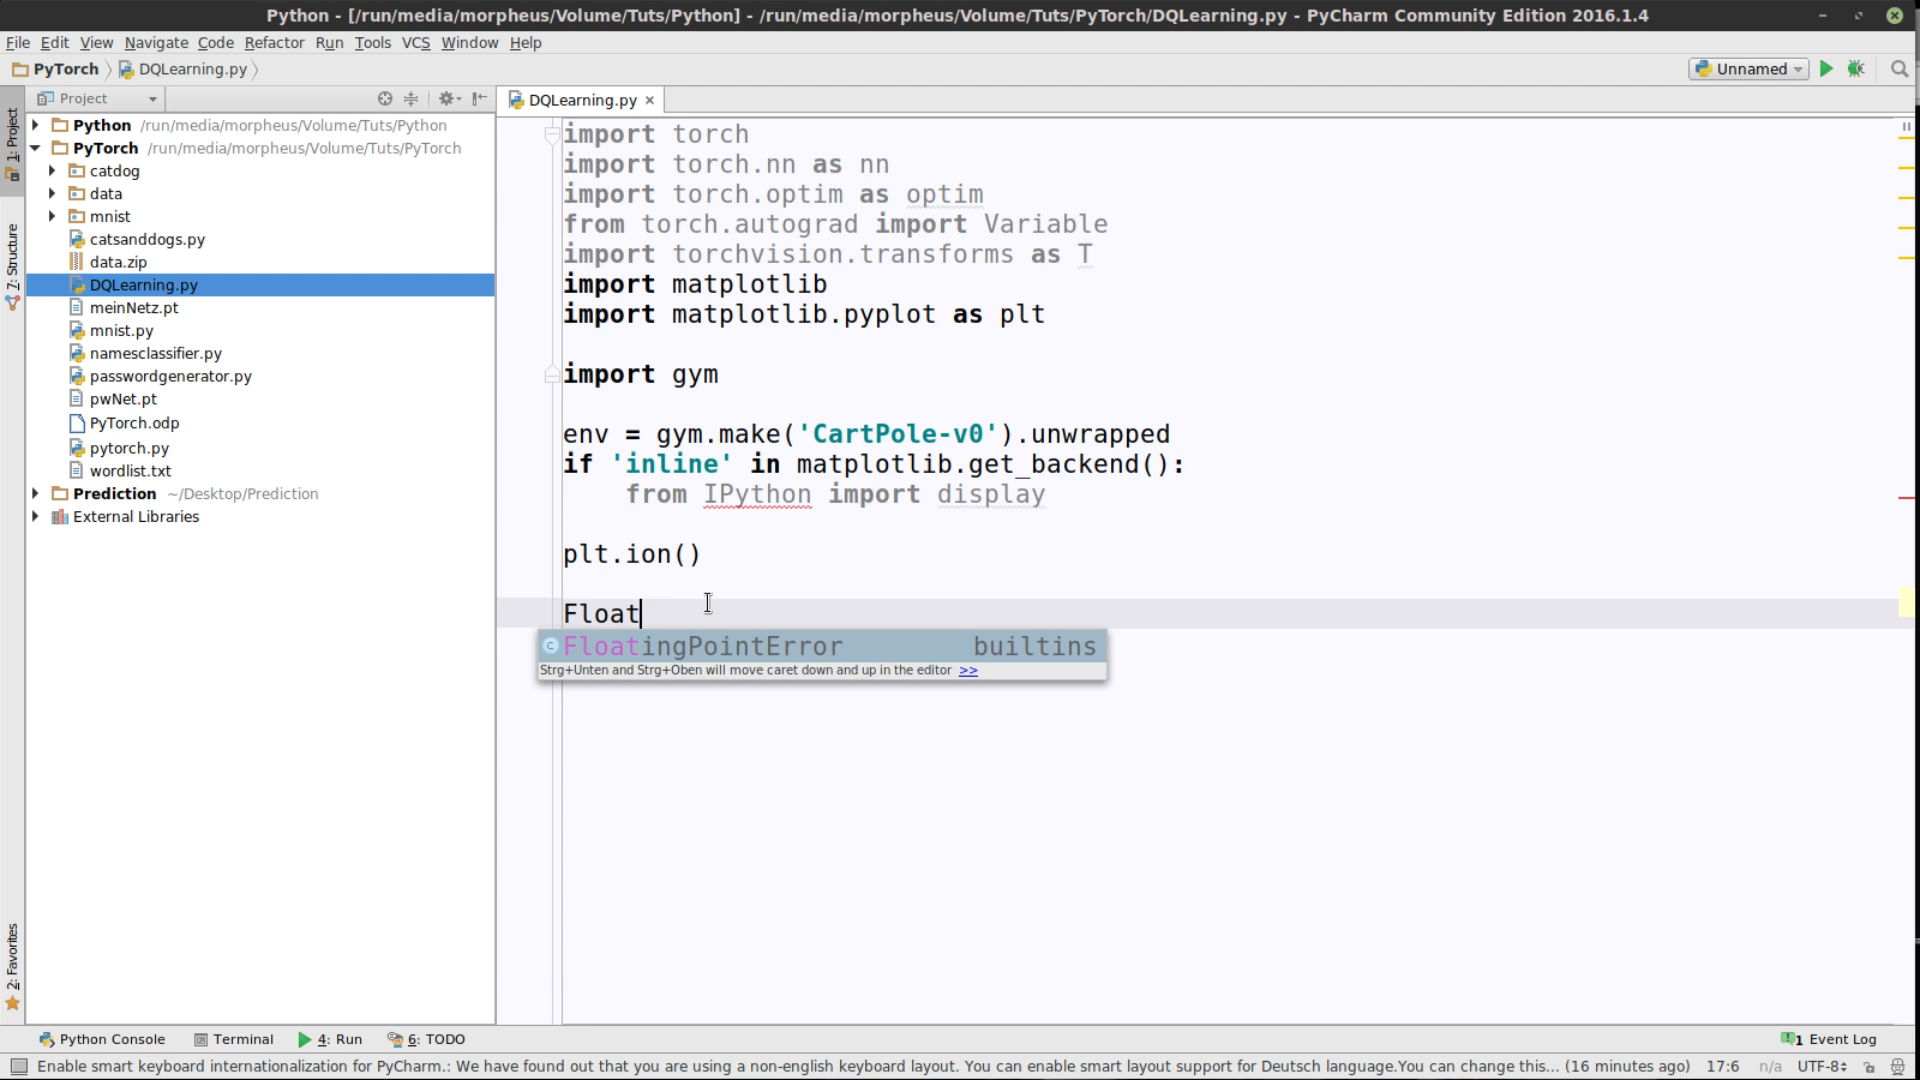 Python - [/run/media/morpheus/Volume/Tuts/Python] - /run/media/morpheus/Volume/Tuts/PyTorch/DQLearning.py - PyCharm Community Edition 2016.1.4
File Edit View Navigate Code Refactor Run Tools VCS Window Help
PyTorch DQLearning.py Unnamed
1: Project
7: Structure
2: Favorites
Project
Python /run/media/morpheus/Volume/Tuts/Python
PyTorch /run/media/morpheus/Volume/Tuts/PyTorch
catdog
data
mnist
catsanddogs.py
data.zip
DQLearning.py
meinNetz.pt
mnist.py
namesclassifier.py
passwordgenerator.py
pwNet.pt
PyTorch.odp
pytorch.py
wordlist.txt
Prediction ~/Desktop/Prediction
External Libraries
DQLearning.py
import torch
import torch.nn as nn
import torch.optim as optim
from torch.autograd import Variable
import torchvision.transforms as T
import matplotlib
import matplotlib.pyplot as plt
import gym
env = gym.make('CartPole-v0').unwrapped
if 'inline' in matplotlib.get_backend():
    from IPython import display
plt.ion()
Float
FloatingPointError builtins
Strg+Unten and Strg+Oben will move caret down and up in the editor >>
Python Console Terminal 4: Run 6: TODO 1 Event Log
Enable smart keyboard internationalization for PyCharm.: We have found out that you are using a non-english keyboard layout. You can enable smart layout support for Deutsch language.You can change this... (16 minutes ago) 17:6 n/a UTF-8